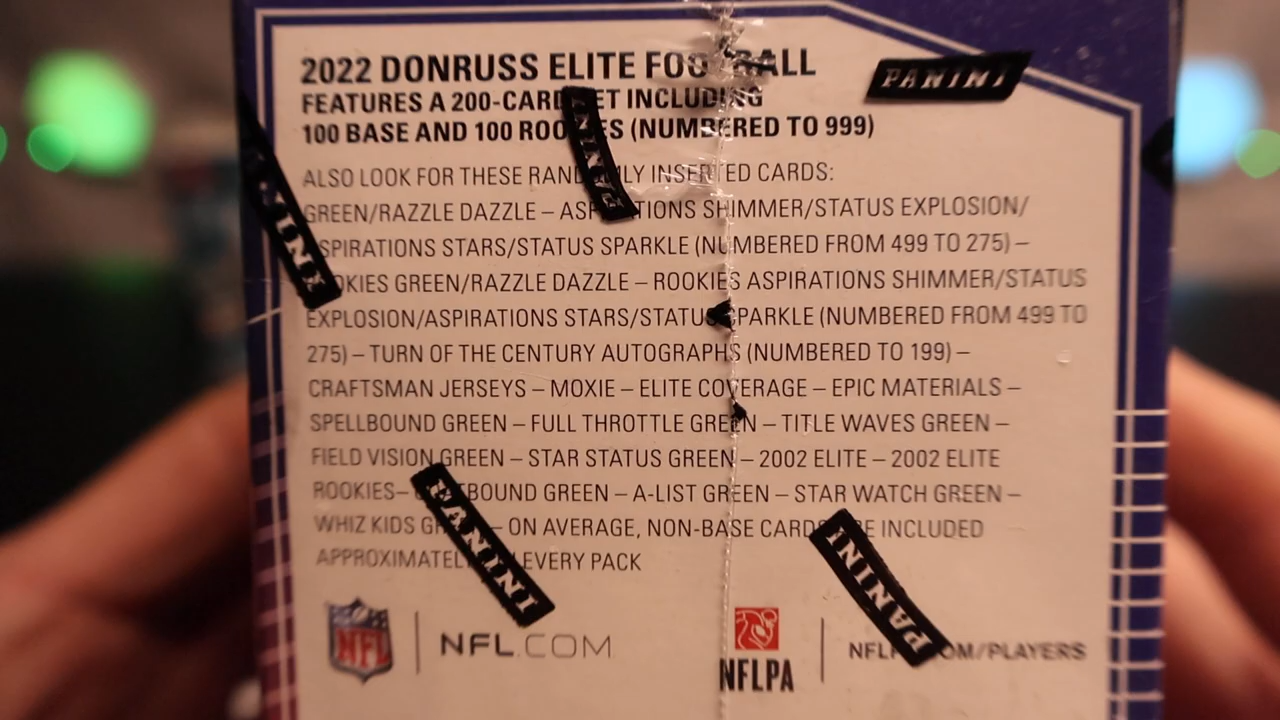 2022 DONRUSS ELITE FOOTBALL
FEATURES A 200-CARD SET INCLUDING
100 BASE AND 100 ROOKIES (NUMBERED TO 999)
ALSO LOOK FOR THESE RANDOMLY INSERTED CARDS:
GREEN/RAZZLE DAZZLE – ASPIRATIONS SHIMMER/STATUS EXPLOSION/
ASPIRATIONS STARS/STATUS SPARKLE (NUMBERED FROM 499 TO 275) –
ROOKIES GREEN/RAZZLE DAZZLE – ROOKIES ASPIRATIONS SHIMMER/STATUS
EXPLOSION/ASPIRATIONS STARS/STATUS SPARKLE (NUMBERED FROM 499 TO
275) – TURN OF THE CENTURY AUTOGRAPHS (NUMBERED TO 199) –
CRAFTSMAN JERSEYS – MOXIE – ELITE COVERAGE – EPIC MATERIALS –
SPELLBOUND GREEN – FULL THROTTLE GREEN – TITLE WAVES GREEN –
FIELD VISION GREEN – STAR STATUS GREEN – 2002 ELITE – 2002 ELITE
ROOKIES– GREEN – A-LIST GREEN – STAR WATCH GREEN –
WHIZ KIDS GREEN – ON AVERAGE, NON-BASE CARDS ARE INCLUDED
APPROXIMATELY EVERY PACK
NFL
NFL.COM
NFLPA
NFLPA.COM/PLAYERS
PANINI
PANINI
PANINI
PANINI
PANINI